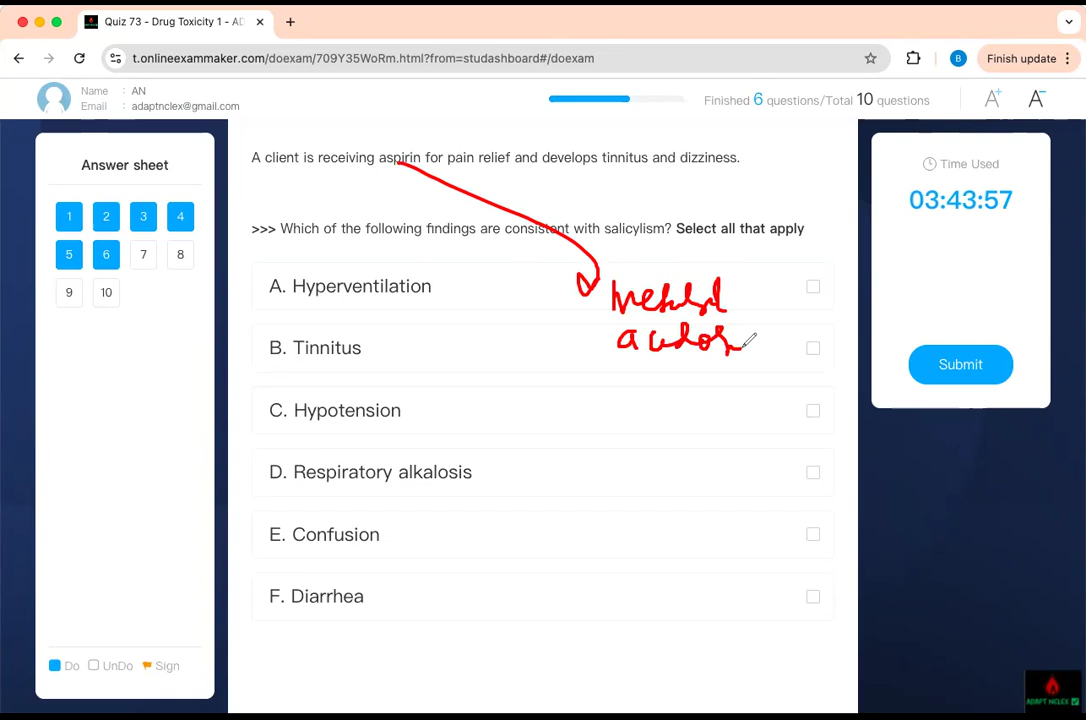 Quiz 73 - Drug Toxicity 1 - AD
t.onlineexammaker.com/doexam/709Y35WoRm.html?from=studashboard#/doexam
B
Finish update
Name : AN
Email : adaptnclex@gmail.com
Finished 6 questions/Total 10 questions
A+ A-
Answer sheet
1 2 3 4
5 6 7 8
9 10
Do UnDo Sign
A client is receiving aspirin for pain relief and develops tinnitus and dizziness.
>>> Which of the following findings are consistent with salicylism? Select all that apply
A. Hyperventilation
B. Tinnitus
C. Hypotension
D. Respiratory alkalosis
E. Confusion
F. Diarrhea
Time Used
03:43:57
Submit
ADAPT NCLEX